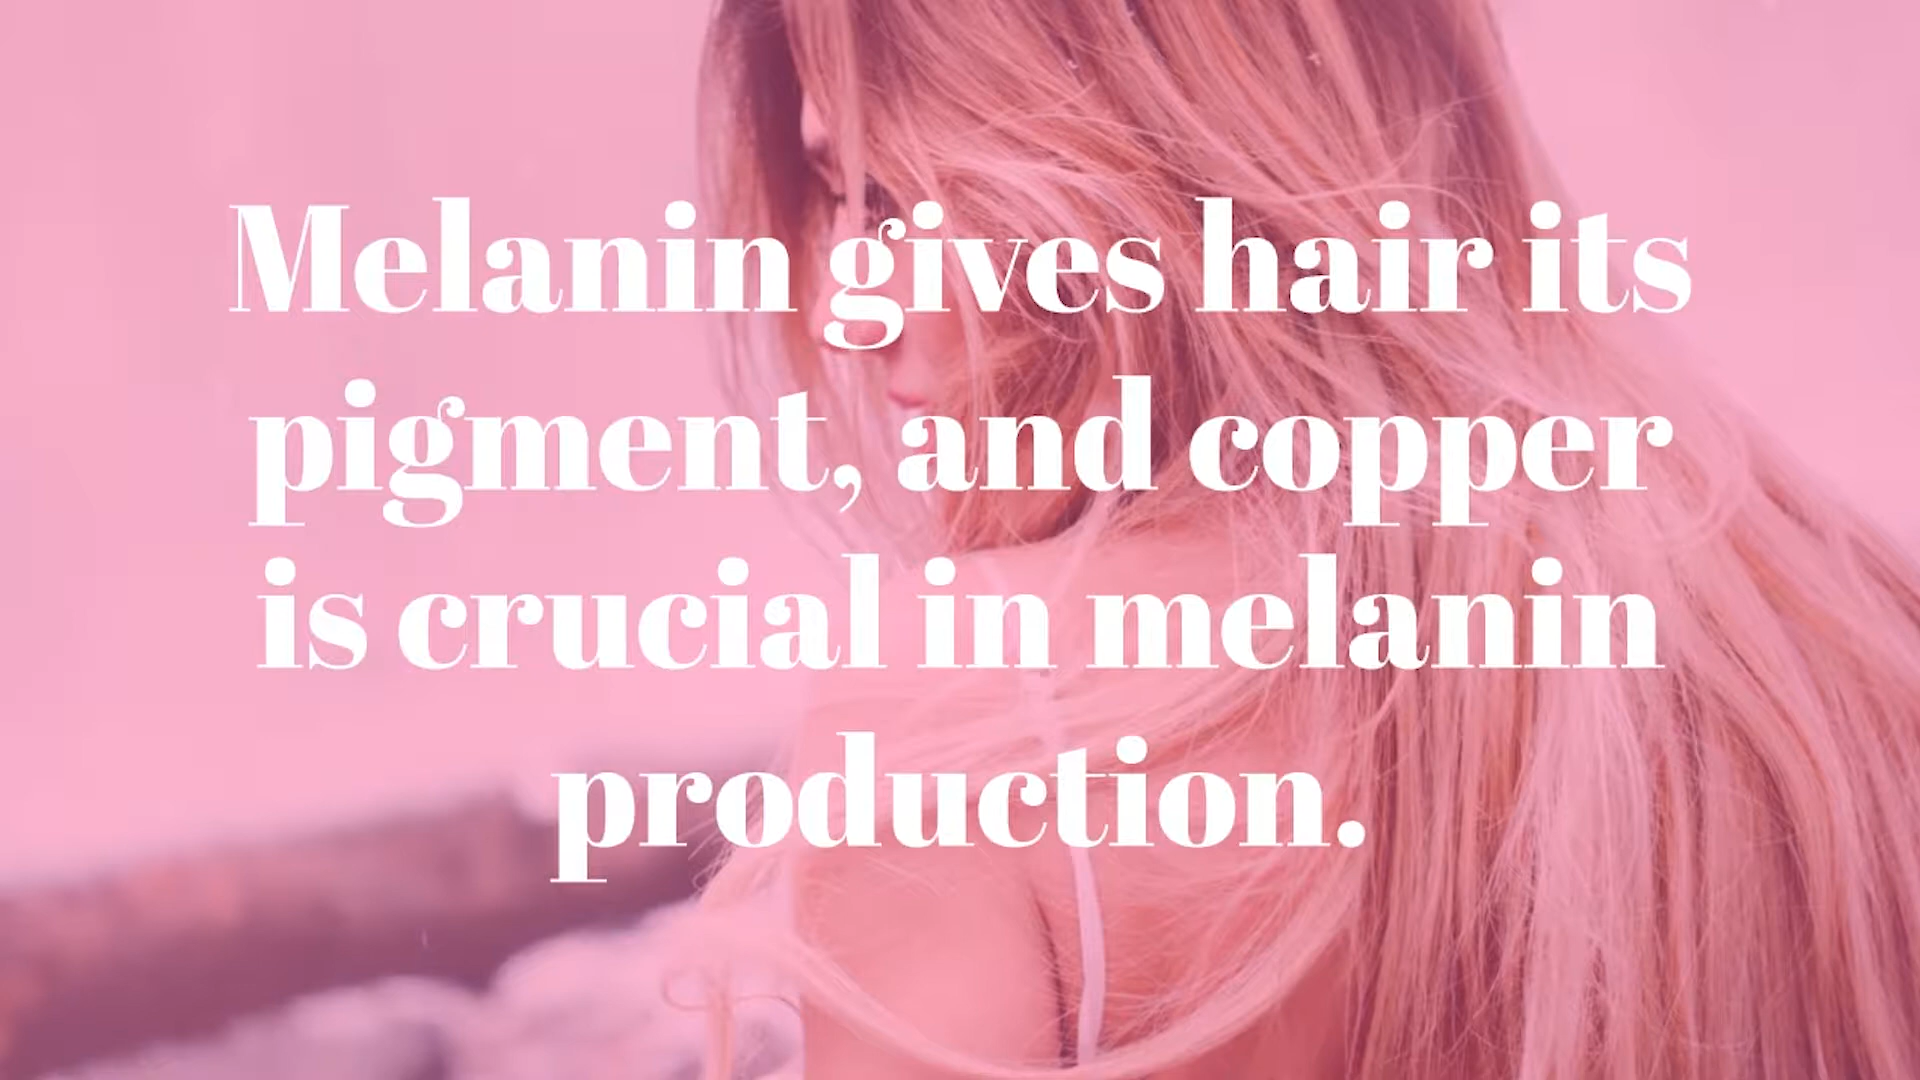 Melanin gives hair its
pigment, and copper
is crucial in melanin
production.